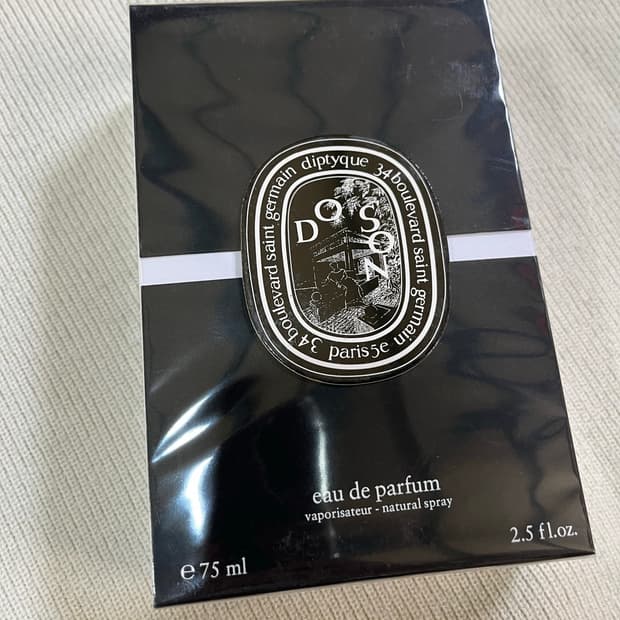 34 boulevard saint germain diptyque 34 boulevard saint germain paris 5e
DO SON
eau de parfum
vaporisateur - natural spray
2.5 fl.oz.
e 75 ml